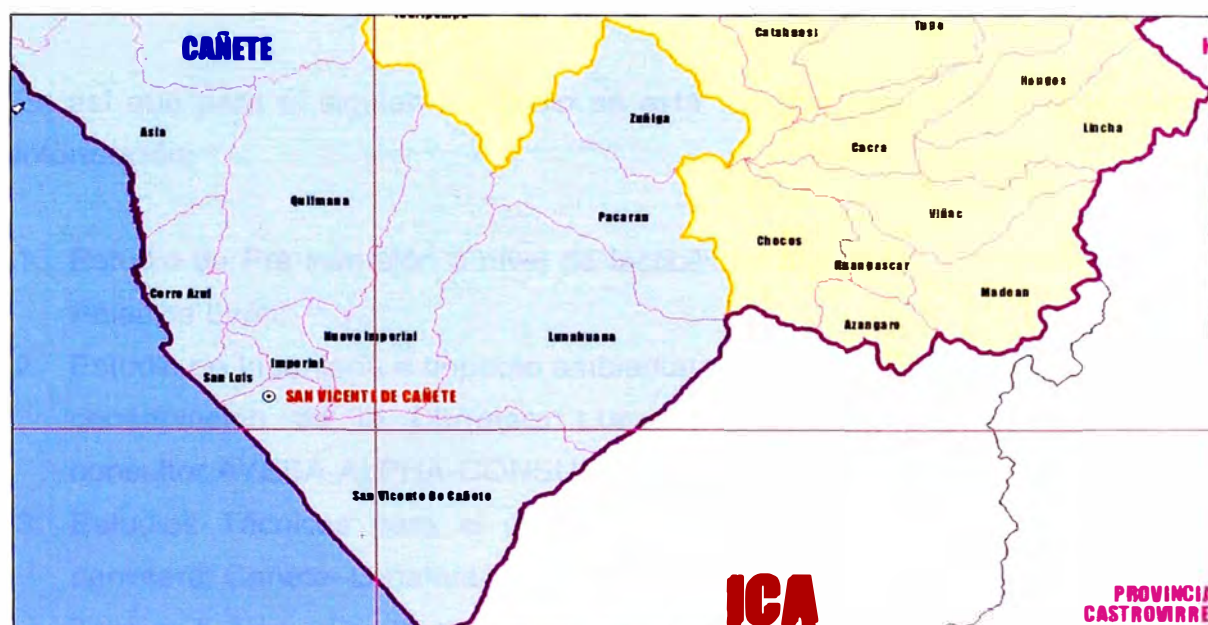 Catahuasi
Tupe
CAÑETE
Hongos
Asia
Zuñiga
Lincha
Cacra
Quilmana
Pacaran
Viñac
Chocos
Huangascar
Cerro Azul
Madean
Azangaro
Nuevo Imperial
Lunahuana
Imperial
San Luis
SAN VICENTE DE CAÑETE
San Vicente De Cañete
ICA
PROVINCIA
CASTROVIRRE